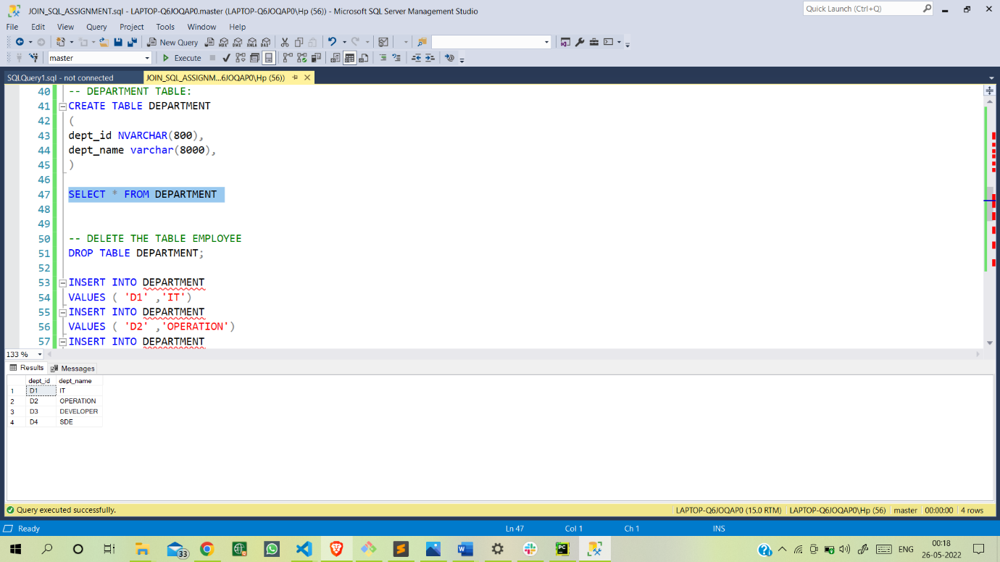 JOIN_SQL_ASSIGNMENT.sql - LAPTOP-Q6JOQAP0.master (LAPTOP-Q6JOQAP0\Hp (56)) - Microsoft SQL Server Management Studio
Quick Launch (Ctrl+Q)
File Edit View Query Project Tools Window Help
New Query
master Execute
SQLQuery1.sql - not connected JOIN_SQL_ASSIGNM...6JOQAP0\Hp (56))
40 -- DEPARTMENT TABLE:
41 CREATE TABLE DEPARTMENT
42 (
43 dept_id NVARCHAR(800),
44 dept_name varchar(8000),
45 )
46
47 SELECT * FROM DEPARTMENT
48
49
50 -- DELETE THE TABLE EMPLOYEE
51 DROP TABLE DEPARTMENT;
52
53 INSERT INTO DEPARTMENT
54 VALUES ( 'D1' ,'IT')
55 INSERT INTO DEPARTMENT
56 VALUES ( 'D2' ,'OPERATION')
57 INSERT INTO DEPARTMENT
133 %
Results Messages
dept_id dept_name
1 D1 IT
2 D2 OPERATION
3 D3 DEVELOPER
4 D4 SDE
Query executed successfully. LAPTOP-Q6JOQAP0 (15.0 RTM) LAPTOP-Q6JOQAP0\Hp (56) master 00:00:00 4 rows
Ready Ln 47 Col 1 Ch 1 INS
33 ENG 00:18
26-05-2022